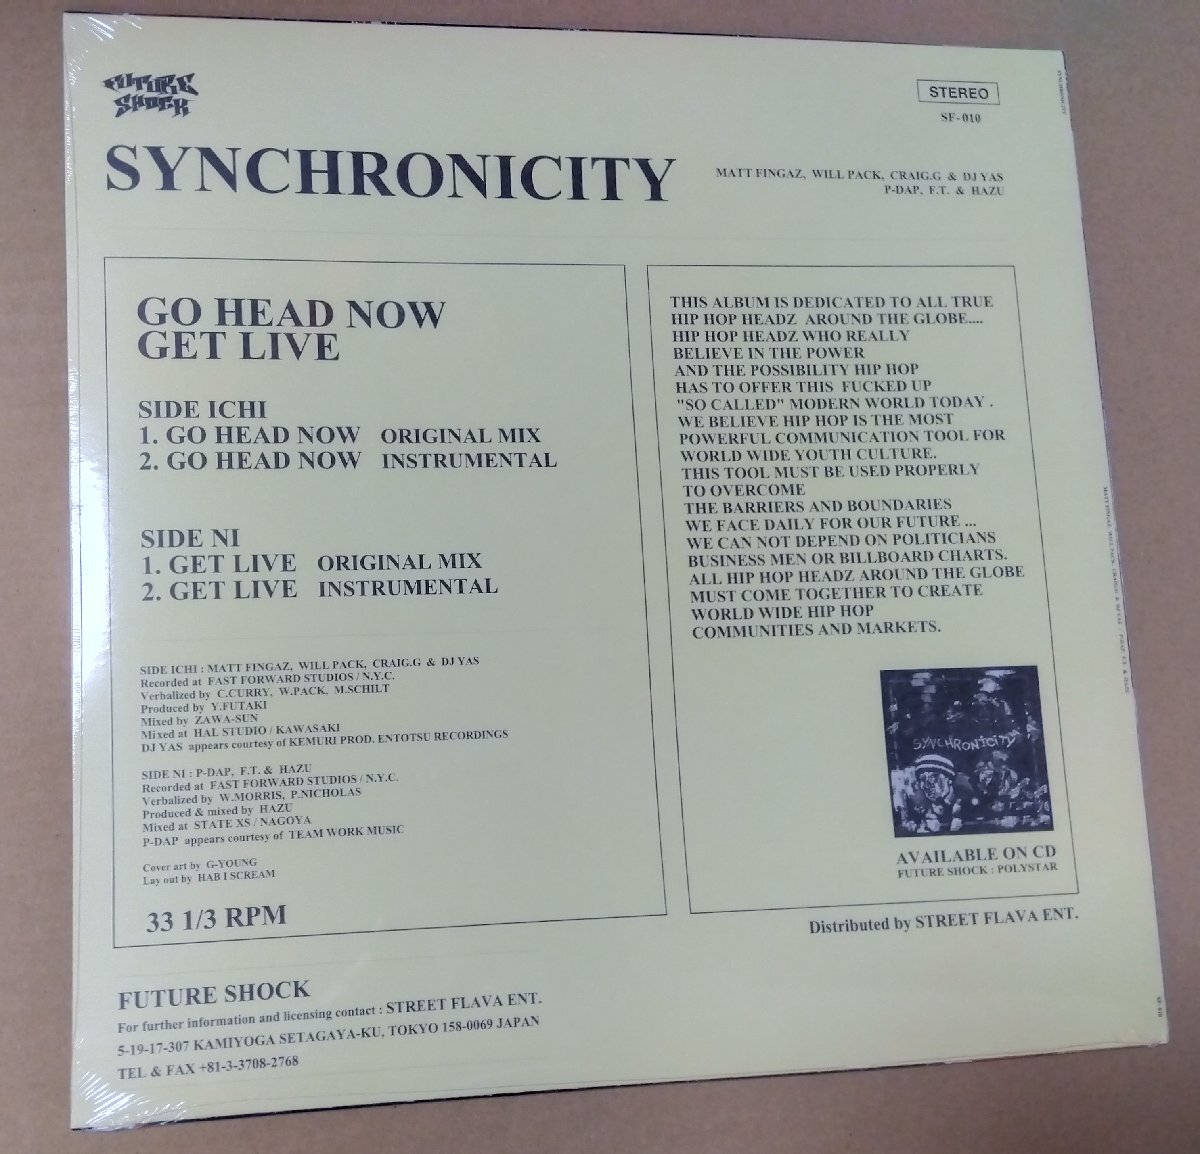 FUTURE
SHOCK
STEREO
SF-010
SYNCHRONICITY
MATT FINGAZ, WILL PACK, CRAIG.G & DJ YAS
P-DAP, F.T. & HAZU
GO HEAD NOW
GET LIVE
SIDE ICHI
1. GO HEAD NOW ORIGINAL MIX
2. GO HEAD NOW INSTRUMENTAL
SIDE NI
1. GET LIVE ORIGINAL MIX
2. GET LIVE INSTRUMENTAL
SIDE ICHI : MATT FINGAZ, WILL PACK, CRAIG.G & DJ YAS
Recorded at FAST FORWARD STUDIOS / N.Y.C.
Verbalized by C.CURRY, W.PACK, M.SCHILT
Produced by Y.FUTAKI
Mixed by ZAWA-SUN
Mixed at HAL STUDIO / KAWASAKI
DJ YAS appears courtesy of KEMURI PROD. ENTOTSU RECORDINGS
SIDE NI : P-DAP, F.T. & HAZU
Recorded at FAST FORWARD STUDIOS / N.Y.C.
Verbalized by W.MORRIS, P.NICHOLAS
Produced & mixed by HAZU
Mixed at STATE XS / NAGOYA
P-DAP appears courtesy of TEAM WORK MUSIC
Cover art by G-YOUNG
Lay out by HAB I SCREAM
33 1/3 RPM
THIS ALBUM IS DEDICATED TO ALL TRUE
HIP HOP HEADZ AROUND THE GLOBE....
HIP HOP HEADZ WHO REALLY
BELIEVE IN THE POWER
AND THE POSSIBILITY HIP HOP
HAS TO OFFER THIS FUCKED UP
"SO CALLED" MODERN WORLD TODAY .
WE BELIEVE HIP HOP IS THE MOST
POWERFUL COMMUNICATION TOOL FOR
WORLD WIDE YOUTH CULTURE.
THIS TOOL MUST BE USED PROPERLY
TO OVERCOME
THE BARRIERS AND BOUNDARIES
WE FACE DAILY FOR OUR FUTURE ...
WE CAN NOT DEPEND ON POLITICIANS
BUSINESS MEN OR BILLBOARD CHARTS.
ALL HIP HOP HEADZ AROUND THE GLOBE
MUST COME TOGETHER TO CREATE
WORLD WIDE HIP HOP
COMMUNITIES AND MARKETS.
SYNCHRONICITY
AVAILABLE ON CD
FUTURE SHOCK : POLYSTAR
Distributed by STREET FLAVA ENT.
FUTURE SHOCK
For further information and licensing contact : STREET FLAVA ENT.
5-19-17-307 KAMIYOGA SETAGAYA-KU, TOKYO 158-0069 JAPAN
TEL & FAX +81-3-3708-2768
SYNCHRONICITY
MATT FINGAZ, WILL PACK, CRAIG.G & DJ YAS P-DAP, F.T. & HAZU
SF-010